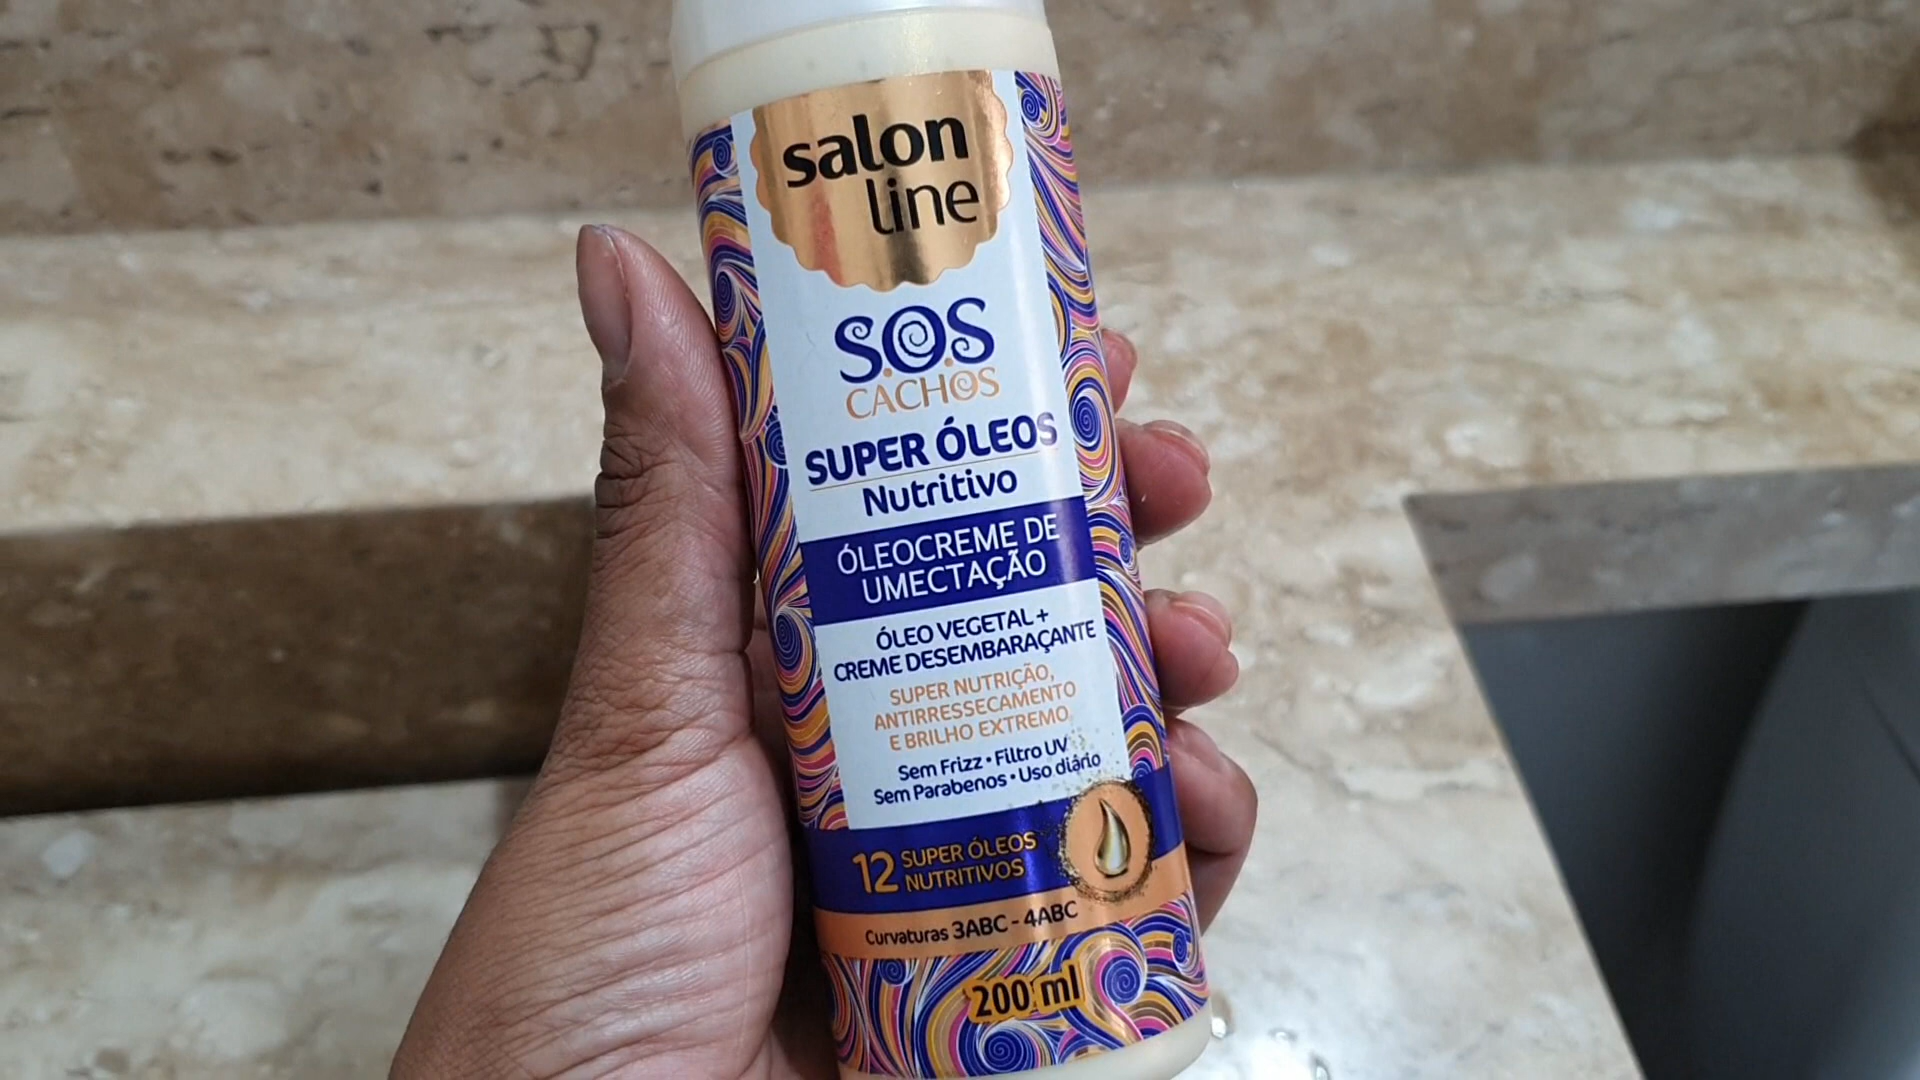 salon
line
S.O.S
CACHOS
SUPER ÓLEOS
Nutritivo
ÓLEOCREME DE
UMECTAÇÃO
ÓLEO VEGETAL +
CREME DESEMBARAÇANTE
SUPER NUTRIÇÃO,
ANTIRRESSECAMENTO
E BRILHO EXTREMO
Sem Frizz • Filtro UV
Sem Parabenos • Uso diário
12 SUPER ÓLEOS
NUTRITIVOS
Curvaturas 3ABC - 4ABC
200 ml